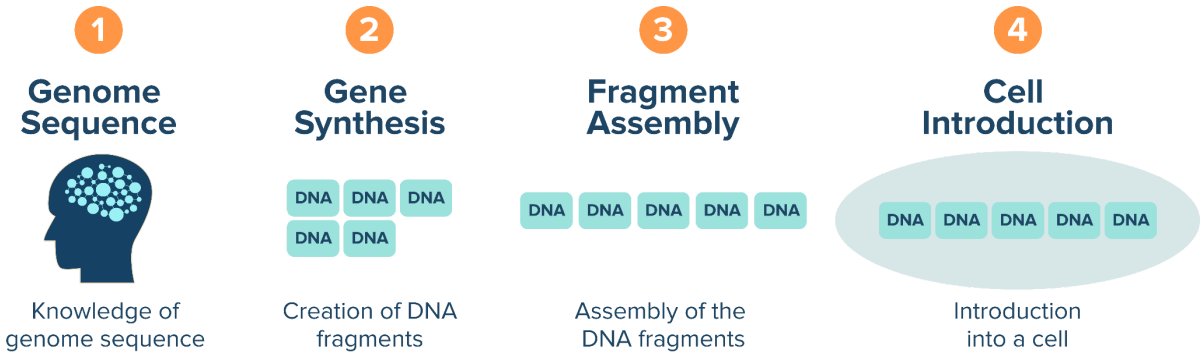 1
Genome
Sequence
Knowledge of
genome sequence
2
Gene
Synthesis
DNA DNA DNA
DNA DNA
Creation of DNA
fragments
3
Fragment
Assembly
DNA DNA DNA DNA DNA
Assembly of the
DNA fragments
4
Cell
Introduction
DNA DNA DNA DNA DNA
Introduction
into a cell